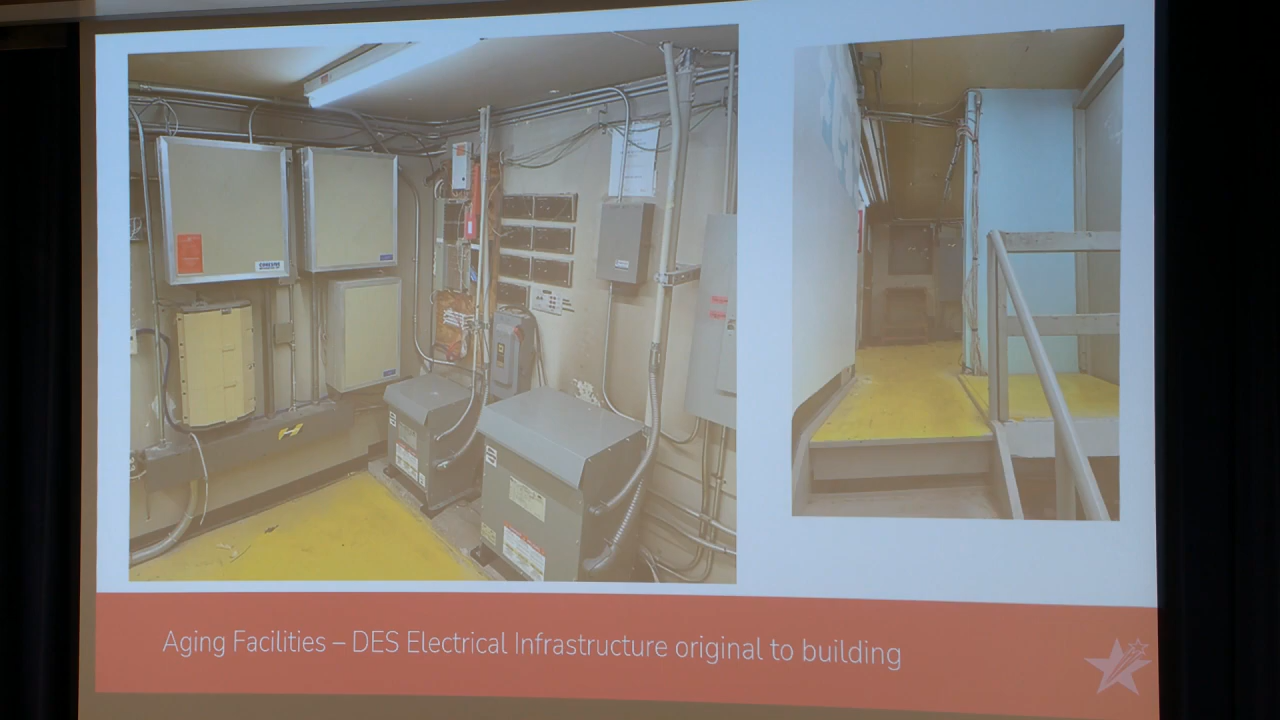 Aging Facilities – DES Electrical Infrastructure original to building